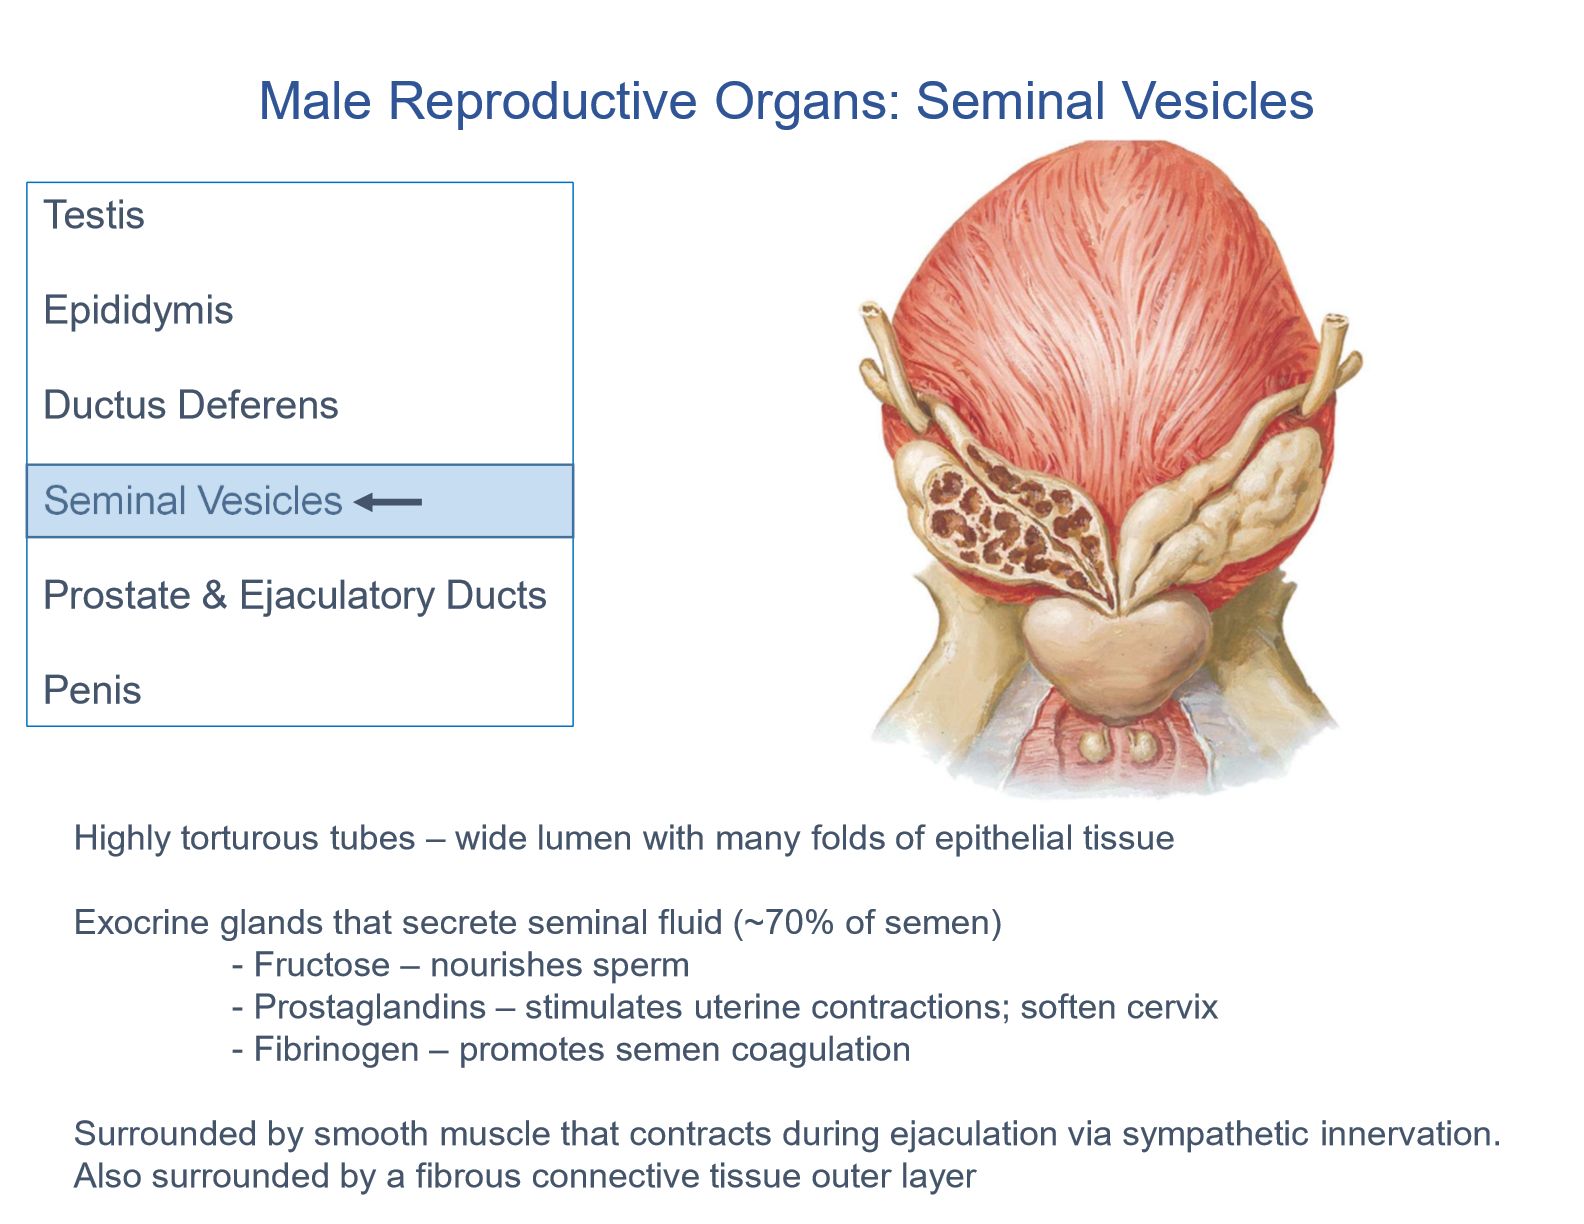 Male Reproductive Organs: Seminal Vesicles
Testis
Epididymis
Ductus Deferens
Seminal Vesicles
Prostate & Ejaculatory Ducts
Penis
Highly torturous tubes – wide lumen with many folds of epithelial tissue
Exocrine glands that secrete seminal fluid (~70% of semen)
- Fructose – nourishes sperm
- Prostaglandins – stimulates uterine contractions; soften cervix
- Fibrinogen – promotes semen coagulation
Surrounded by smooth muscle that contracts during ejaculation via sympathetic innervation.
Also surrounded by a fibrous connective tissue outer layer